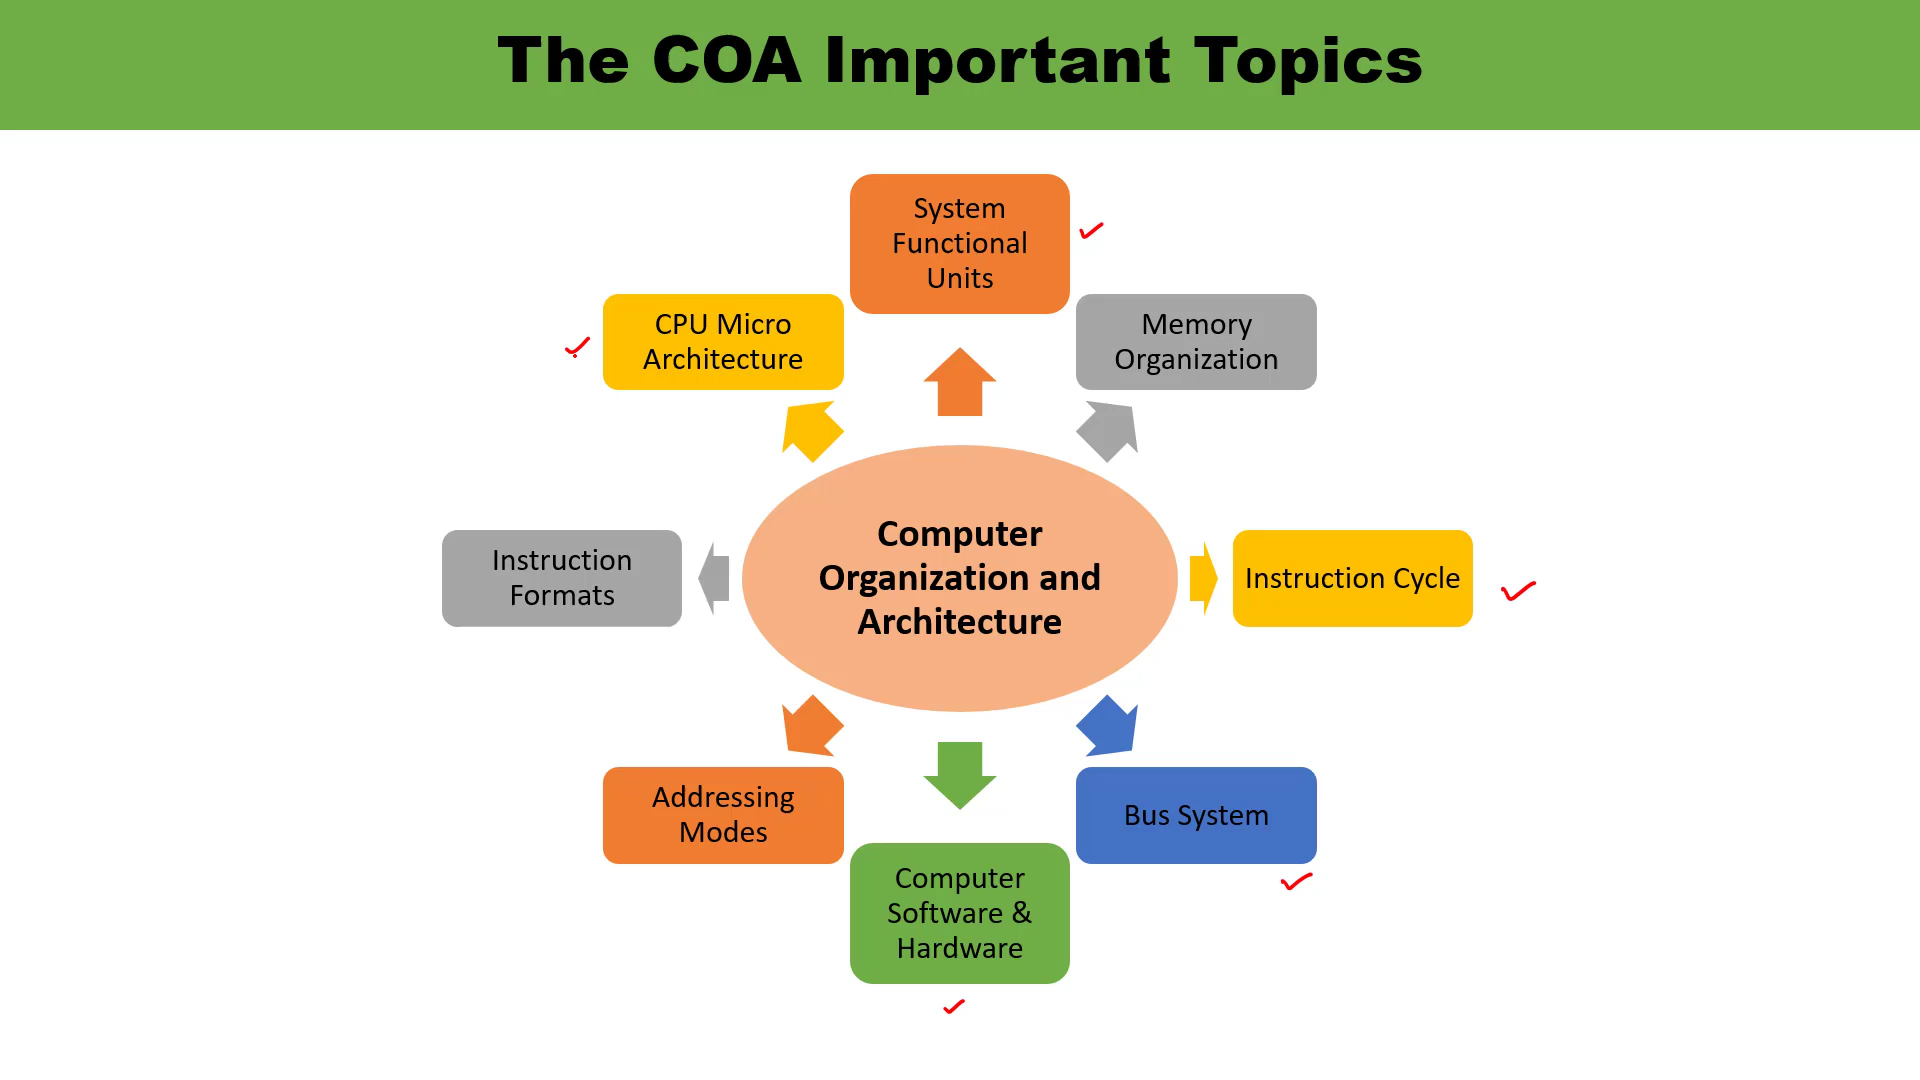 The COA Important Topics
System
Functional
Units
CPU Micro
Architecture
Memory
Organization
Computer
Organization and
Architecture
Instruction
Formats
Instruction Cycle
Addressing
Modes
Bus System
Computer
Software &
Hardware